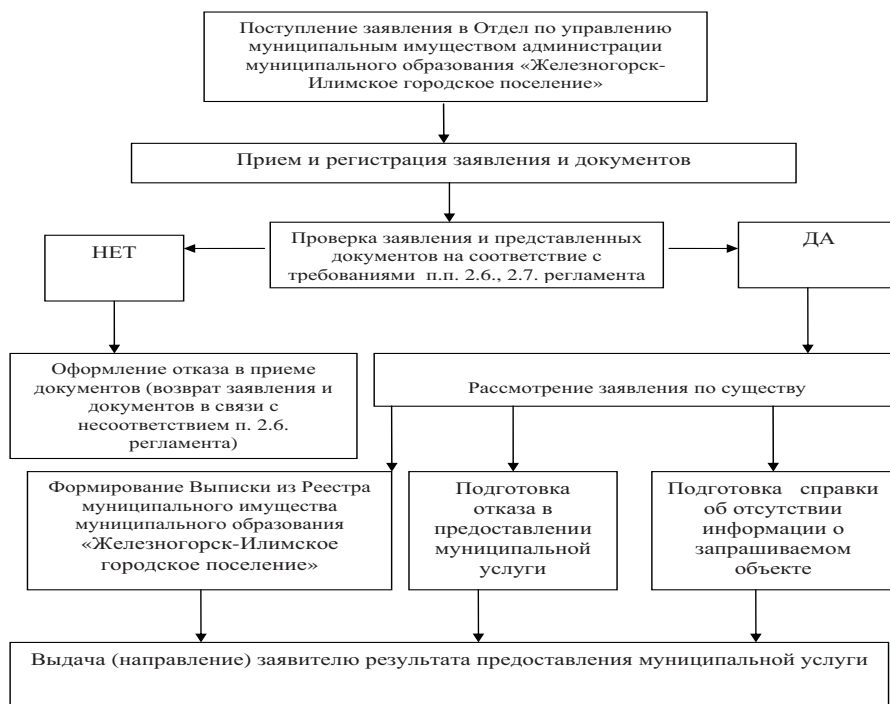 Поступление заявления в Отдел по управлению
муниципальным имуществом администрации
муниципального образования «Железногорск-
Илимское городское поселение»
Прием и регистрация заявления и документов
НЕТ
Проверка заявления и представленных
документов на соответствие с
требованиями п.п. 2.6., 2.7. регламента
ДА
Оформление отказа в приеме
документов (возврат заявления и
документов в связи с
несоответствием п. 2.6.
регламента)
Рассмотрение заявления по существу
Формирование Выписки из Реестра
муниципального имущества
муниципального образования
«Железногорск-Илимское
городское поселение»
Подготовка
отказа в
предоставлении
муниципальной
услуги
Подготовка справки
об отсутствии
информации о
запрашиваемом
объекте
Выдача (направление) заявителю результата предоставления муниципальной услуги